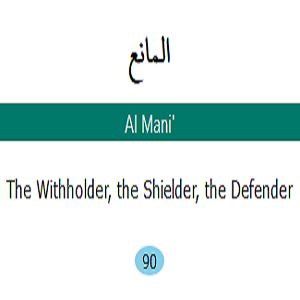 المانع
Al Mani'
The Withholder, the Shielder, the Defender
90